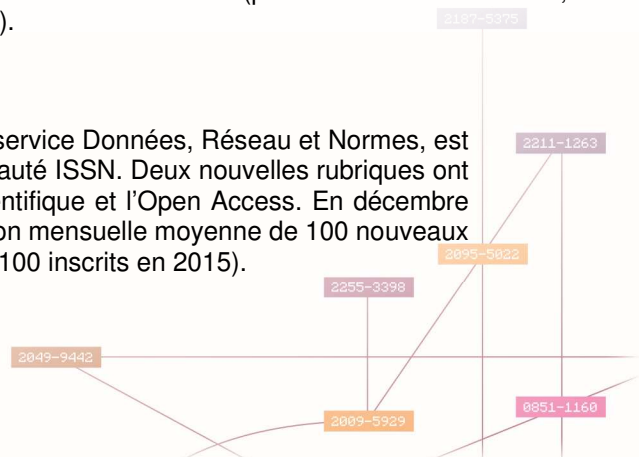 ).
2187-5375
service Données, Réseau et Normes, est
auté ISSN. Deux nouvelles rubriques ont
entifique et l'Open Access. En décembre
on mensuelle moyenne de 100 nouveaux
100 inscrits en 2015).
2211-1263
2095-5022
2255-3398
2049-9442
0851-1160
2009-5929